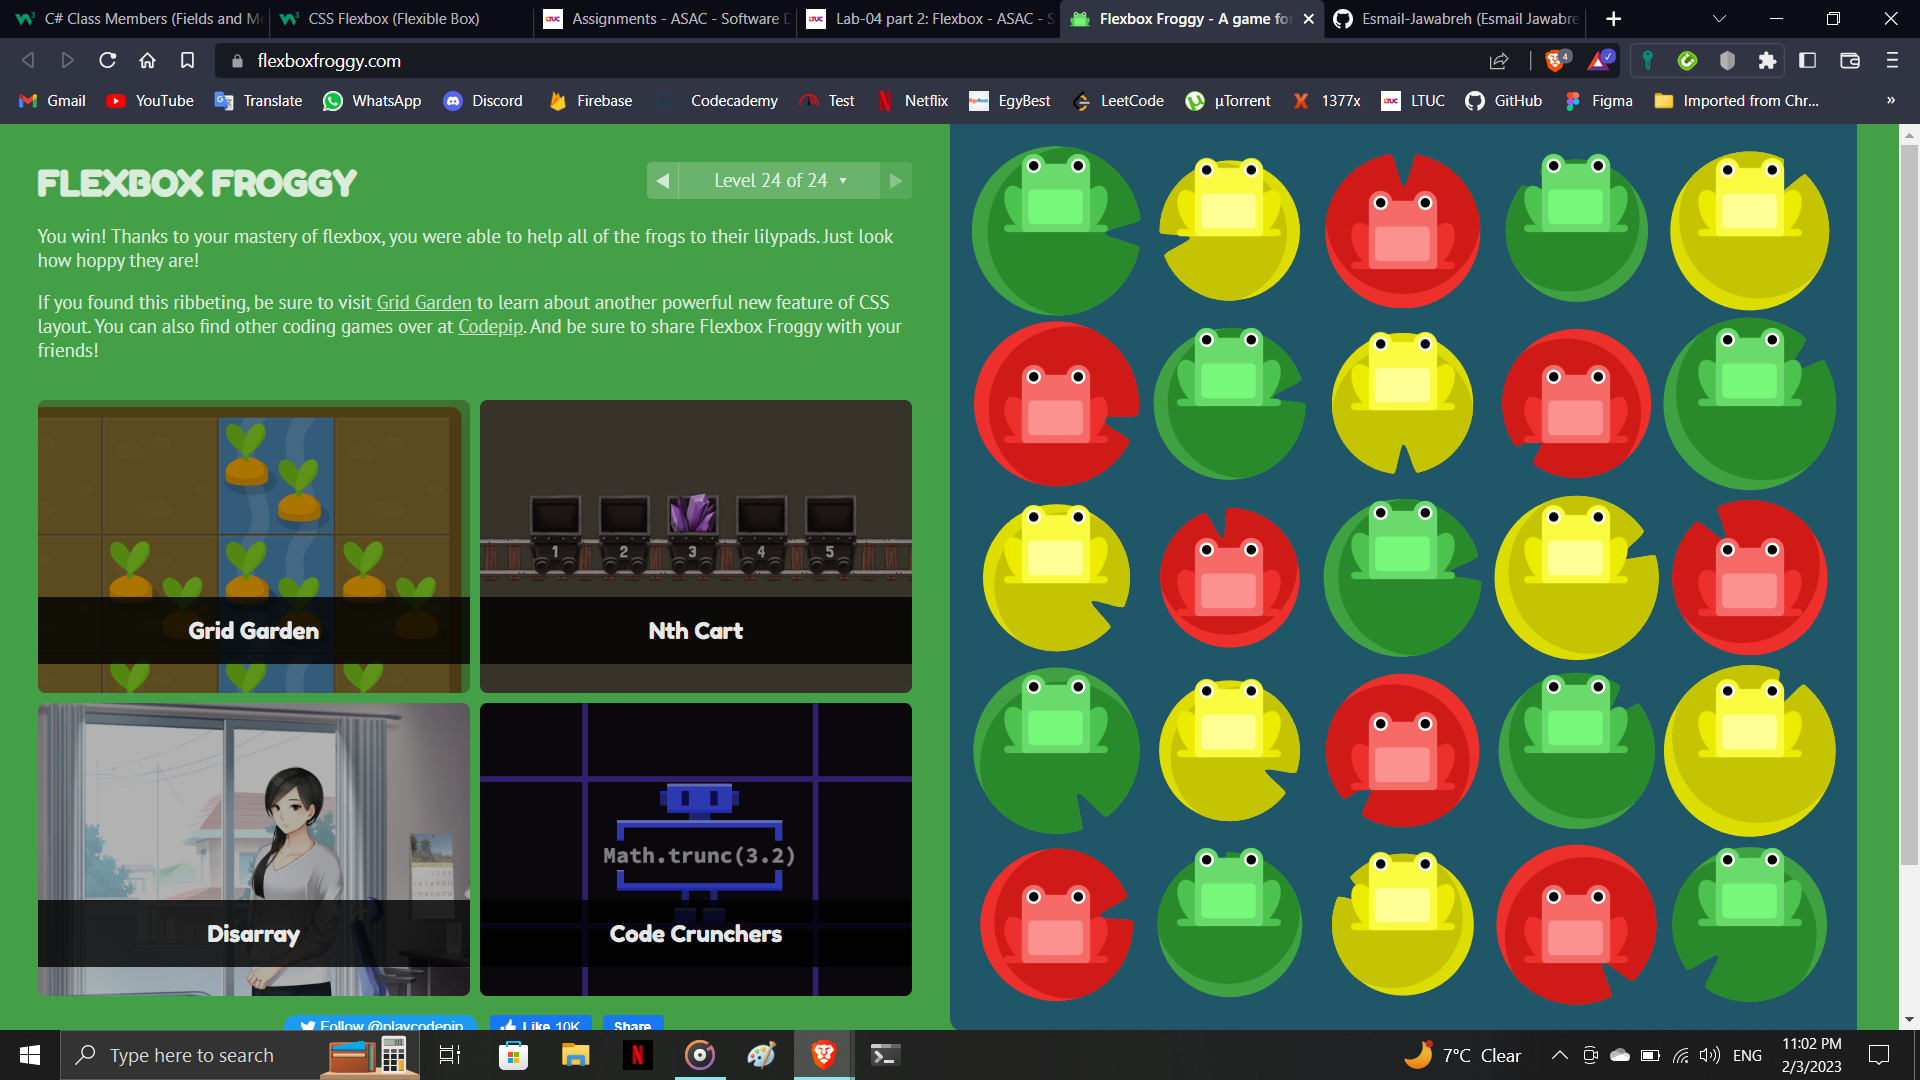 C# Class Members (Fields and Me
CSS Flexbox (Flexible Box)
Assignments - ASAC - Software D
Lab-04 part 2: Flexbox - ASAC - S
Flexbox Froggy - A game for
Esmail-Jawabreh (Esmail Jawabre
flexboxfroggy.com
4
Gmail
YouTube
Translate
WhatsApp
Discord
Firebase
Codecademy
Test
Netflix
EgyBest
LeetCode
µTorrent
1377x
LTUC
GitHub
Figma
Imported from Chr...
»
FLEXBOX FROGGY
Level 24 of 24
You win! Thanks to your mastery of flexbox, you were able to help all of the frogs to their lilypads. Just look
how hoppy they are!
If you found this ribbeting, be sure to visit Grid Garden to learn about another powerful new feature of CSS
layout. You can also find other coding games over at Codepip. And be sure to share Flexbox Froggy with your
friends!
1 2 3 4 5
Grid Garden
Nth Cart
Math.trunc(3.2)
Disarray
Code Crunchers
Follow @playcodepip
Like 10K
Share
Type here to search
7°C Clear
ENG
11:02 PM
2/3/2023